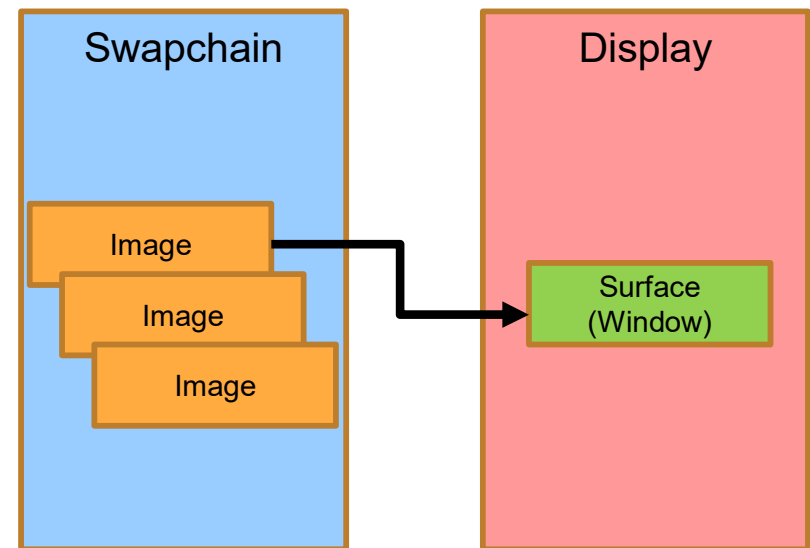 Swapchain
Display
Image
Image
Image
Surface
(Window)